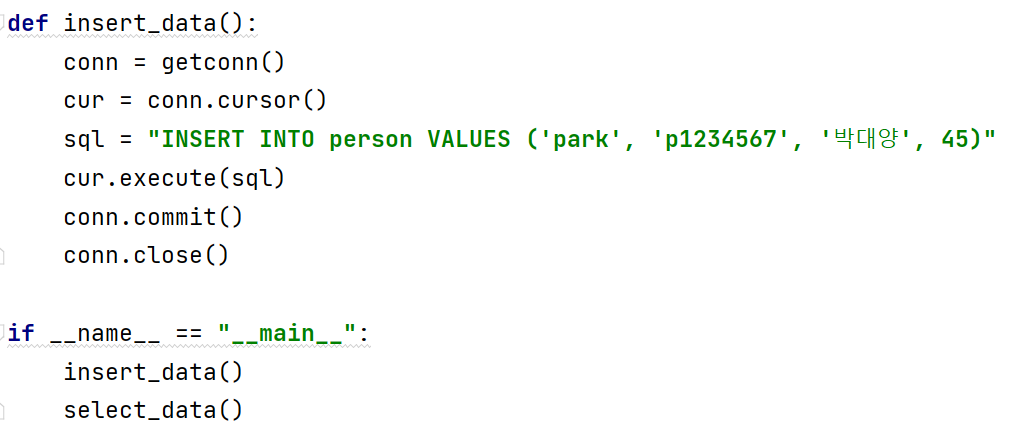 def insert_data():
    conn = getconn()
    cur = conn.cursor()
    sql = "INSERT INTO person VALUES ('park', 'p1234567', '박대양', 45)"
    cur.execute(sql)
    conn.commit()
    conn.close()

if __name__ == "__main__":
    insert_data()
    select_data()